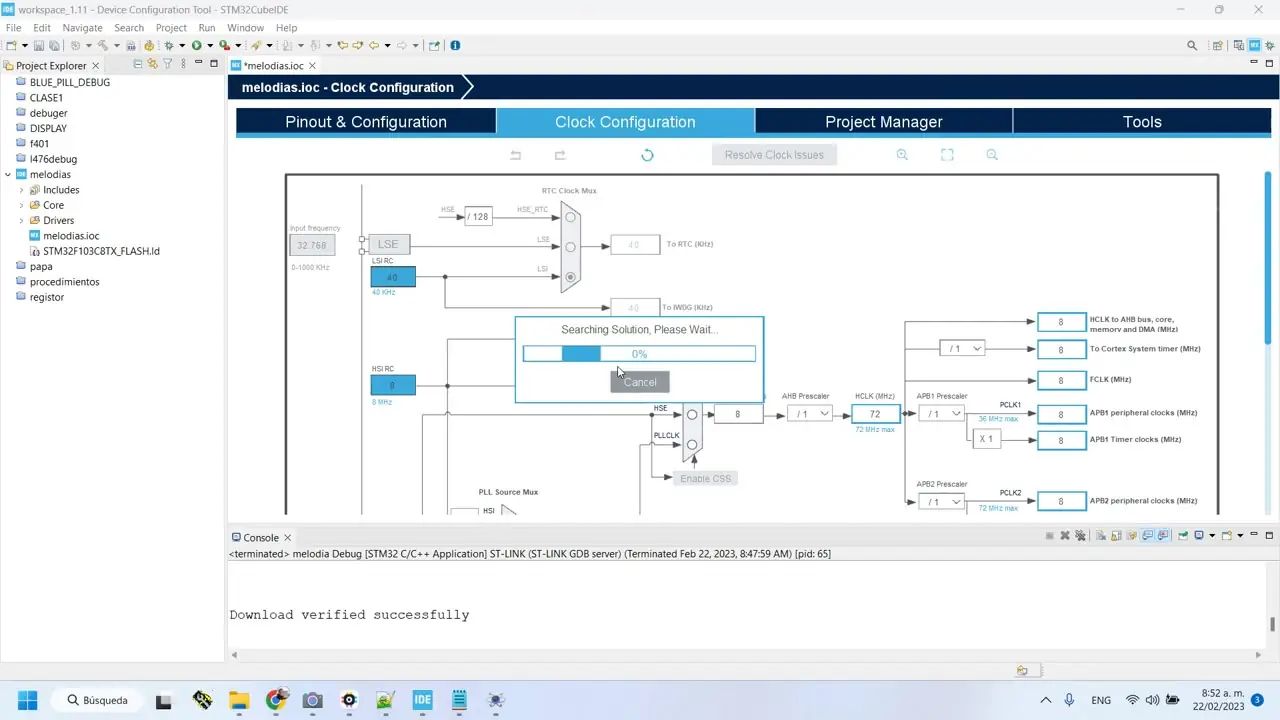 workspace_1.11 - Device Configuration Tool - STM32CubeIDE
File Edit Navigate Search Project Run Window Help
Project Explorer
*melodias.ioc
BLUE_PILL_DEBUG
CLASE1
debuger
DISPLAY
f401
l476debug
melodias
Includes
Core
Drivers
melodias.ioc
STM32F103C8TX_FLASH.ld
papa
procedimientos
registor
melodias.ioc - Clock Configuration
Pinout & Configuration
Clock Configuration
Project Manager
Tools
Resolve Clock Issues
RTC Clock Mux
HSE
/ 128
HSE_RTC
Input frequency
32.768
0-1000 KHz
LSE
LSE
40
To RTC (KHz)
LSI RC
40
40 KHz
LSI
40
To IWDG (KHz)
Searching Solution, Please Wait...
0%
Cancel
HSI RC
8
8 MHz
HSE
8
PLLCLK
Enable CSS
AHB Prescaler
/ 1
HCLK (MHz)
72
72 MHz max
8
HCLK to AHB bus, core,
memory and DMA (MHz)
/ 1
8
To Cortex System timer (MHz)
8
FCLK (MHz)
APB1 Prescaler
/ 1
PCLK1
36 MHz max
8
APB1 peripheral clocks (MHz)
X 1
8
APB1 Timer clocks (MHz)
APB2 Prescaler
/ 1
PCLK2
72 MHz max
8
APB2 peripheral clocks (MHz)
PLL Source Mux
HSI
Console
<terminated> melodia Debug [STM32 C/C++ Application] ST-LINK (ST-LINK GDB server) (Terminated Feb 22, 2023, 8:47:59 AM) [pid: 65]
Download verified successfully
IDE
Búsqueda
IDE
ENG
8:52 a. m.
22/02/2023
3